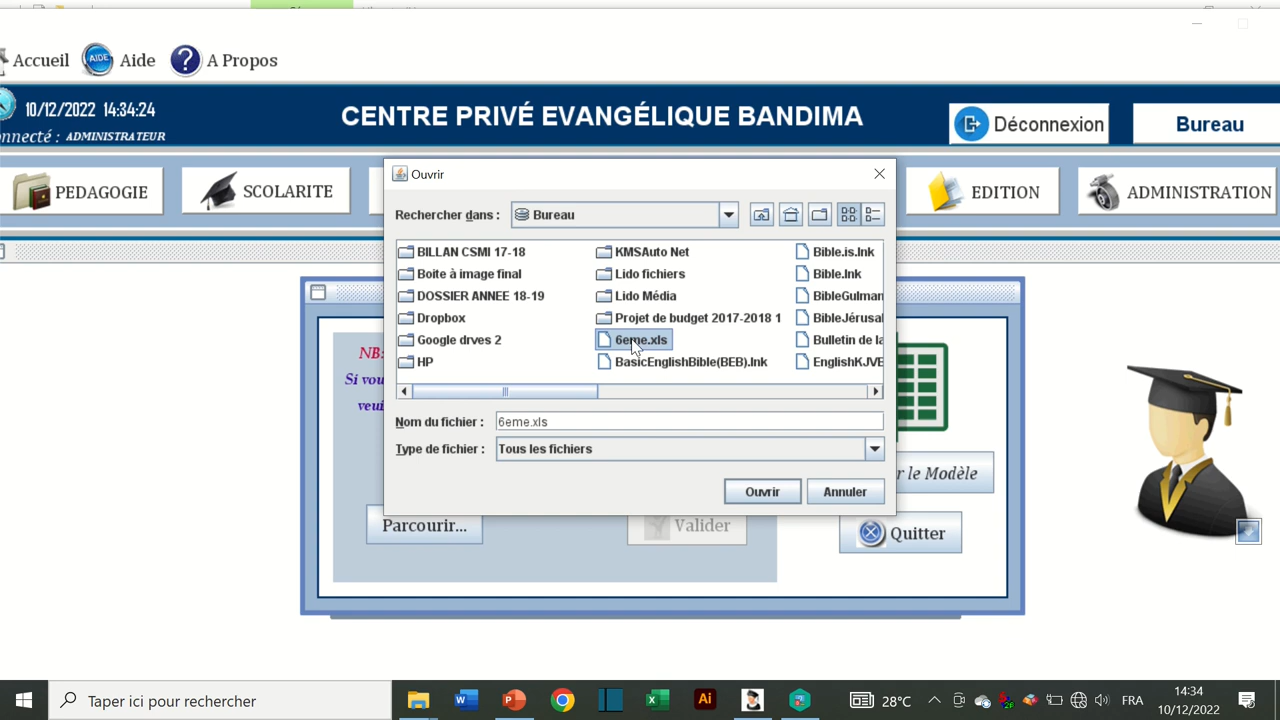 Accueil AIDE Aide ? A Propos
10/12/2022 14:34:24
CENTRE PRIVÉ EVANGÉLIQUE BANDIMA
Déconnexion
Bureau
nnecté : ADMINISTRATEUR
PEDAGOGIE
SCOLARITE
EDITION
ADMINISTRATION
Ouvrir
Rechercher dans : Bureau
BILLAN CSMI 17-18
Boite à image final
DOSSIER ANNEE 18-19
Dropbox
Google drves 2
HP
KMSAuto Net
Lido fichiers
Lido Média
Projet de budget 2017-2018 1
6eme.xls
BasicEnglishBible(BEB).lnk
Bible.is.lnk
Bible.lnk
BibleGulman
BibleJérusal
Bulletin de la
EnglishKJVE
Nom du fichier : 6eme.xls
Type de fichier : Tous les fichiers
Ouvrir
Annuler
NB:
Si vou
veui
r le Modèle
Parcourir...
Valider
Quitter
Taper ici pour rechercher
Ai
28°C
FRA
14:34
10/12/2022